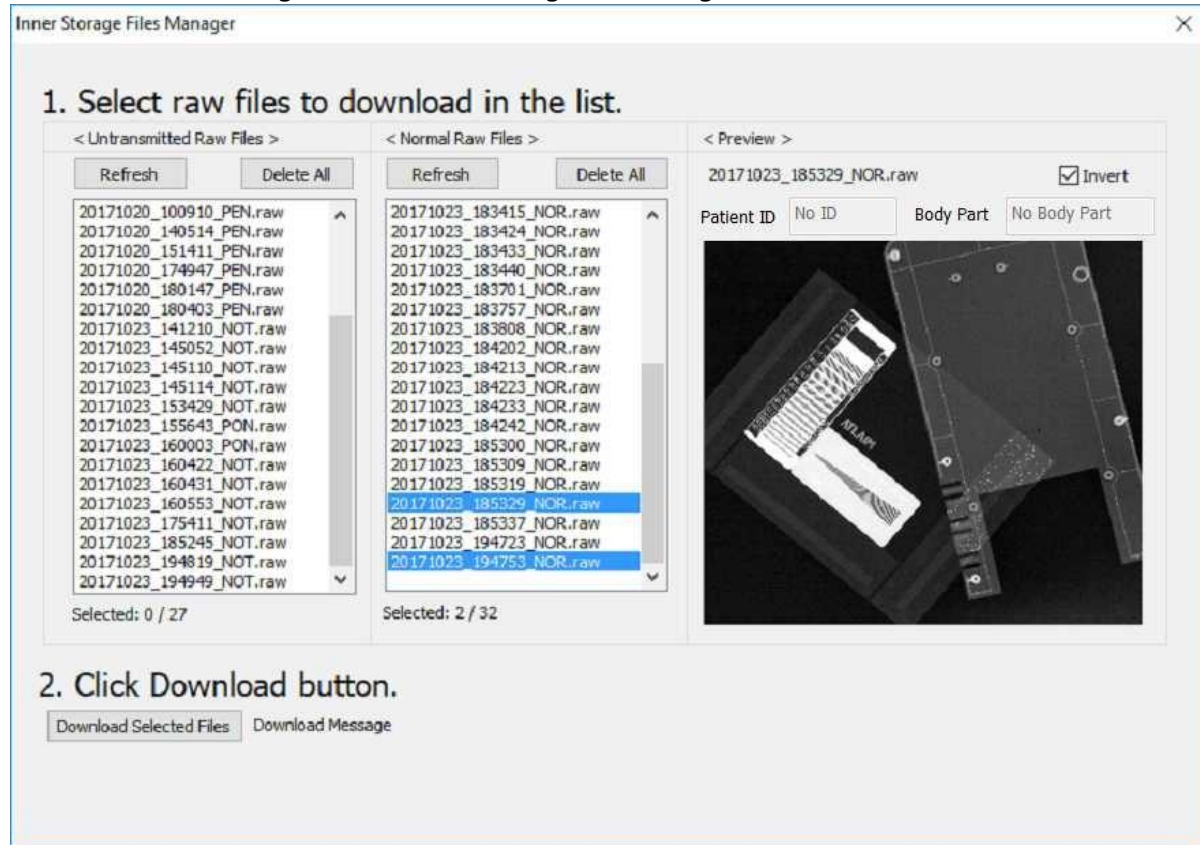 Inner Storage Files Manager
1. Select raw files to download in the list.
< Untransmitted Raw Files >
Refresh
Delete All
20171020_100910_PEN.raw
20171020_140514_PEN.raw
20171020_151411_PEN.raw
20171020_174947_PEN.raw
20171020_180147_PEN.raw
20171020_180403_PEN.raw
20171023_141210_NOT.raw
20171023_145052_NOT.raw
20171023_145110_NOT.raw
20171023_145114_NOT.raw
20171023_153429_NOT.raw
20171023_155643_PON.raw
20171023_160003_PON.raw
20171023_160422_NOT.raw
20171023_160431_NOT.raw
20171023_160553_NOT.raw
20171023_175411_NOT.raw
20171023_185245_NOT.raw
20171023_194819_NOT.raw
20171023_194949_NOT.raw
Selected: 0 / 27
< Normal Raw Files >
Refresh
Delete All
20171023_183415_NOR.raw
20171023_183424_NOR.raw
20171023_183433_NOR.raw
20171023_183440_NOR.raw
20171023_183701_NOR.raw
20171023_183757_NOR.raw
20171023_183808_NOR.raw
20171023_184202_NOR.raw
20171023_184213_NOR.raw
20171023_184223_NOR.raw
20171023_184233_NOR.raw
20171023_184242_NOR.raw
20171023_185300_NOR.raw
20171023_185309_NOR.raw
20171023_185319_NOR.raw
20171023_185329_NOR.raw
20171023_185337_NOR.raw
20171023_194723_NOR.raw
20171023_194753_NOR.raw
Selected: 2 / 32
< Preview >
20171023_185329_NOR.raw
Invert
Patient ID No ID Body Part No Body Part
2. Click Download button.
Download Selected Files Download Message